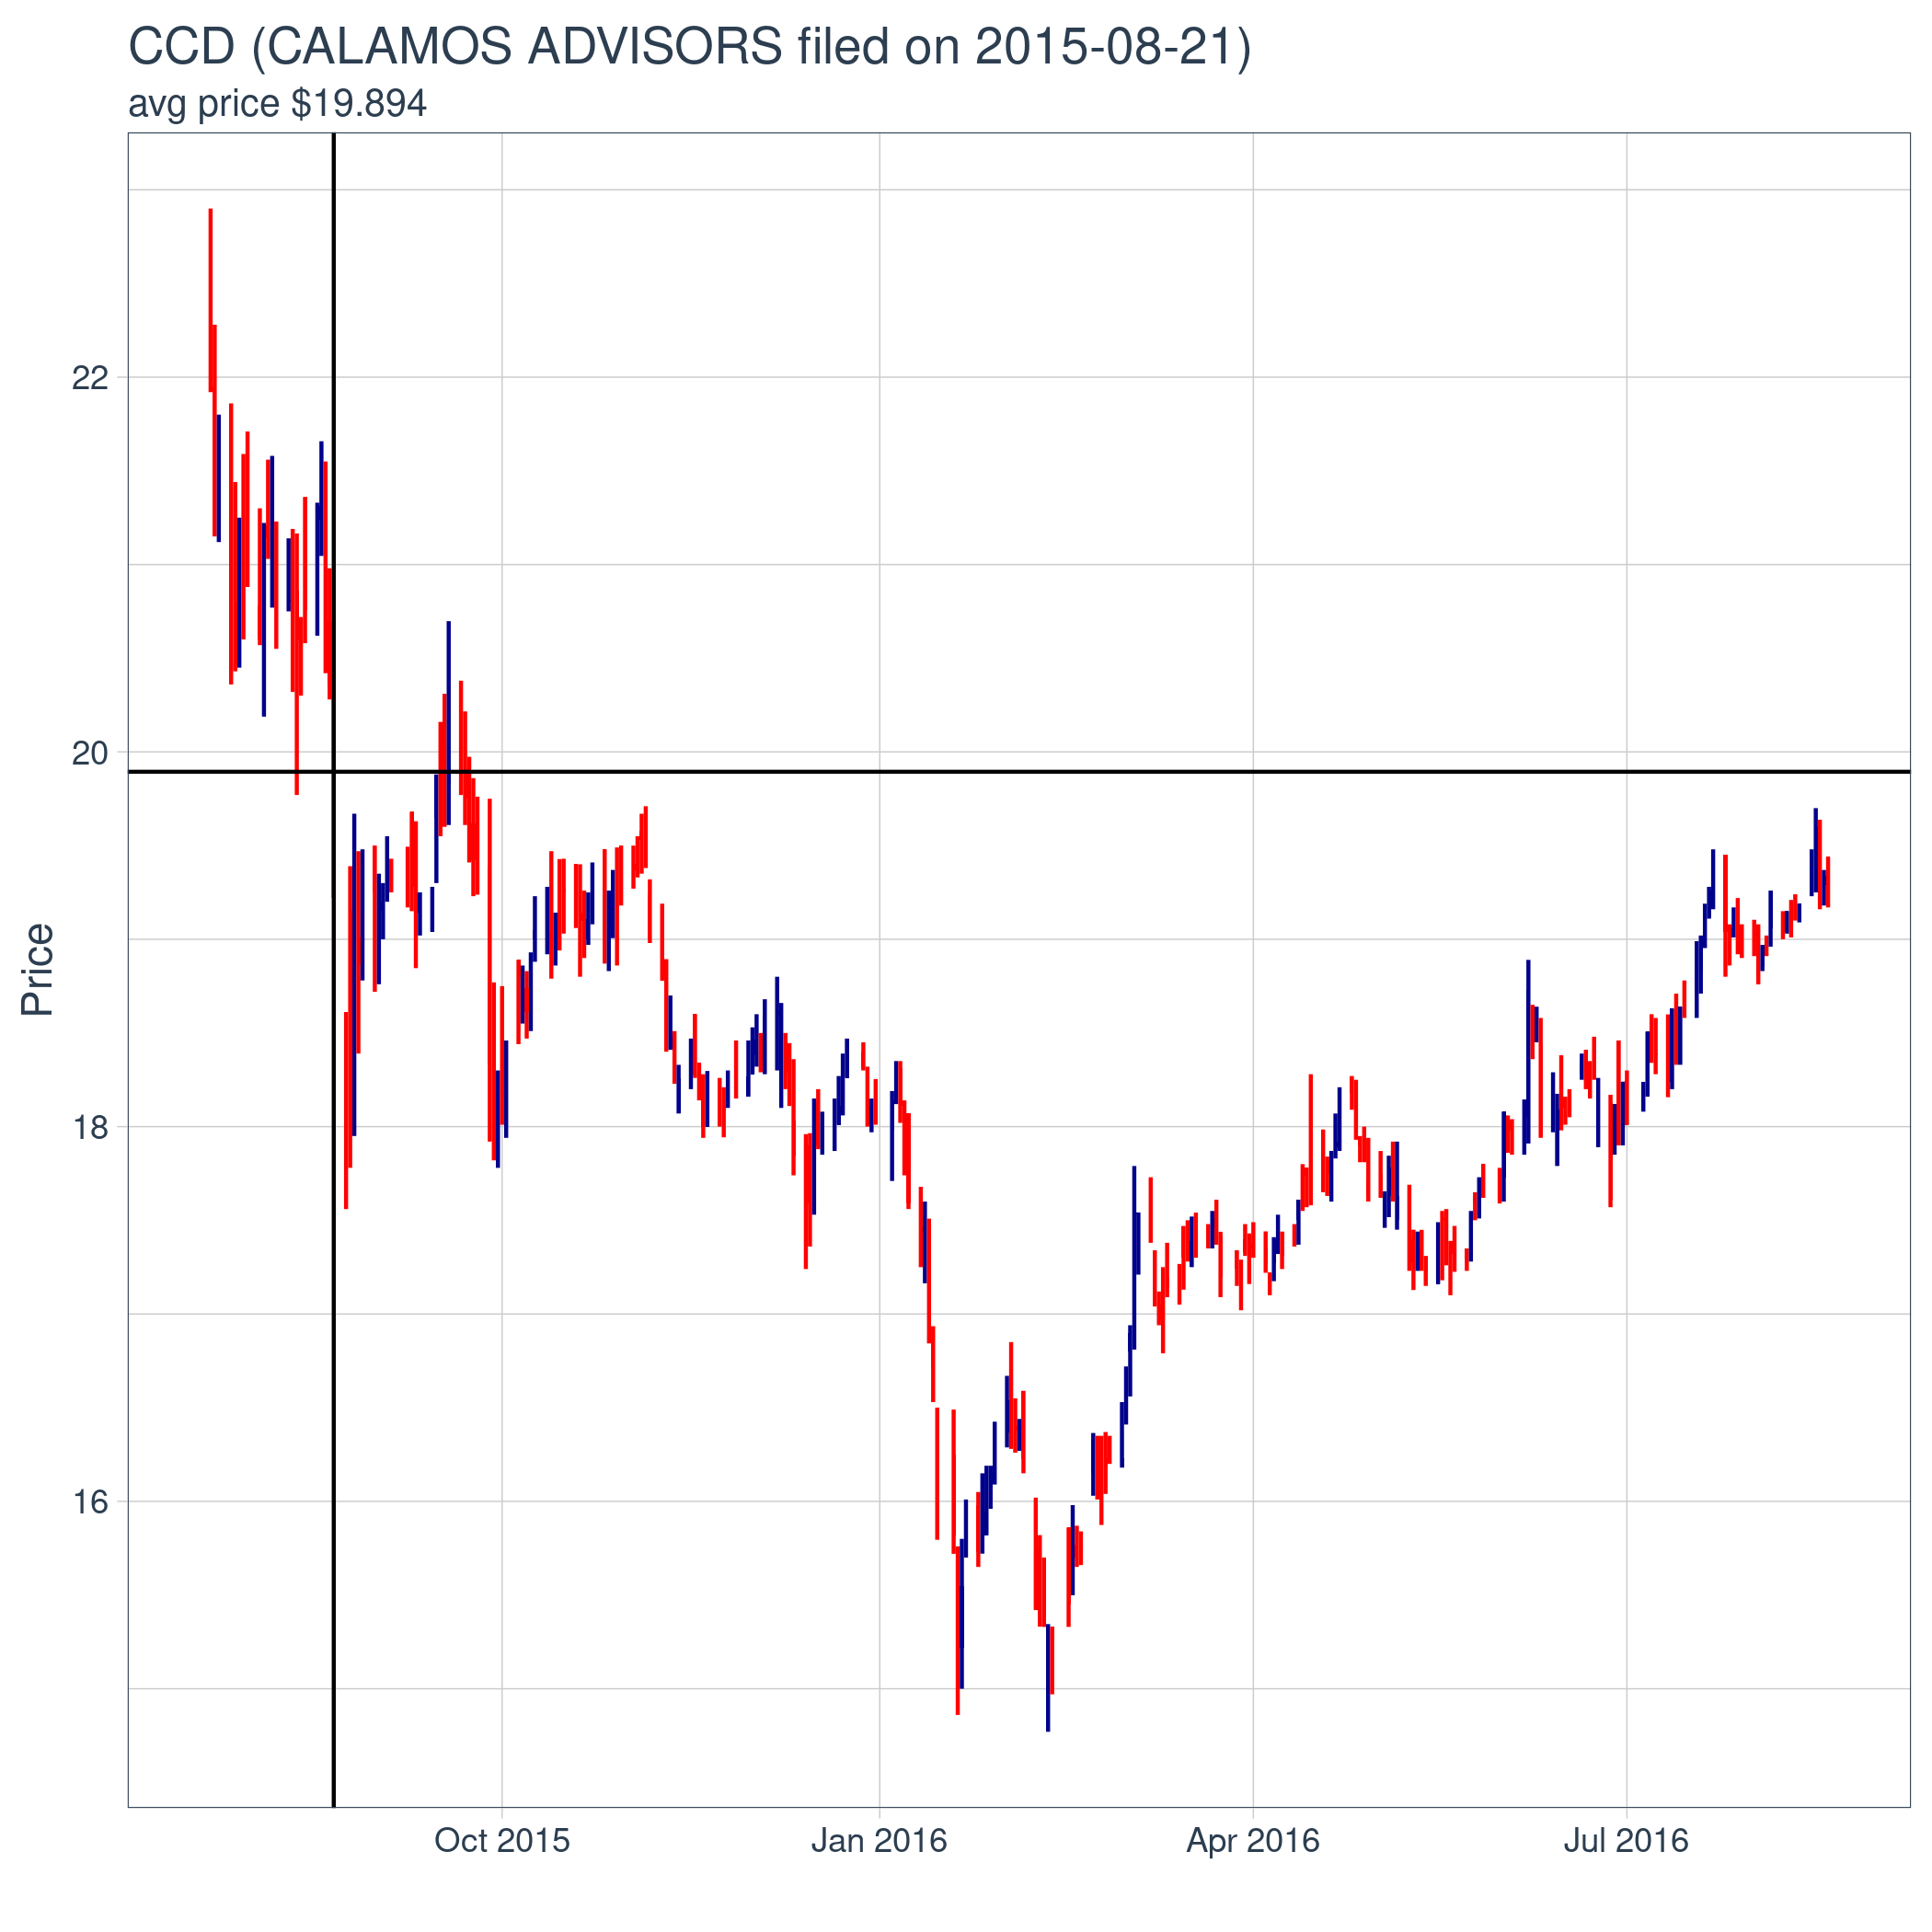 CCD (CALAMOS ADVISORS filed on 2015-08-21)
avg price $19.894
22
20
18
16
Price
Oct 2015
Jan 2016
Apr 2016
Jul 2016